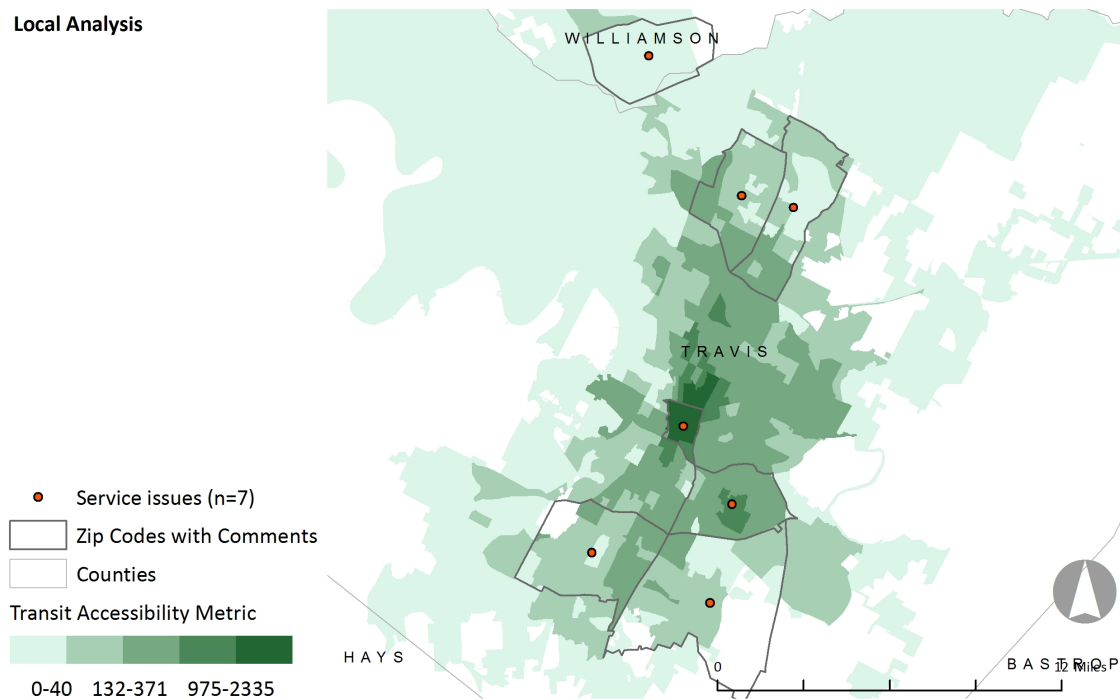 Local Analysis
WILLIAMSON
TRAVIS
Service issues (n=7)
Zip Codes with Comments
Counties
Transit Accessibility Metric
0-40 132-371 975-2335
HAYS
BASTROP
0 12 Miles